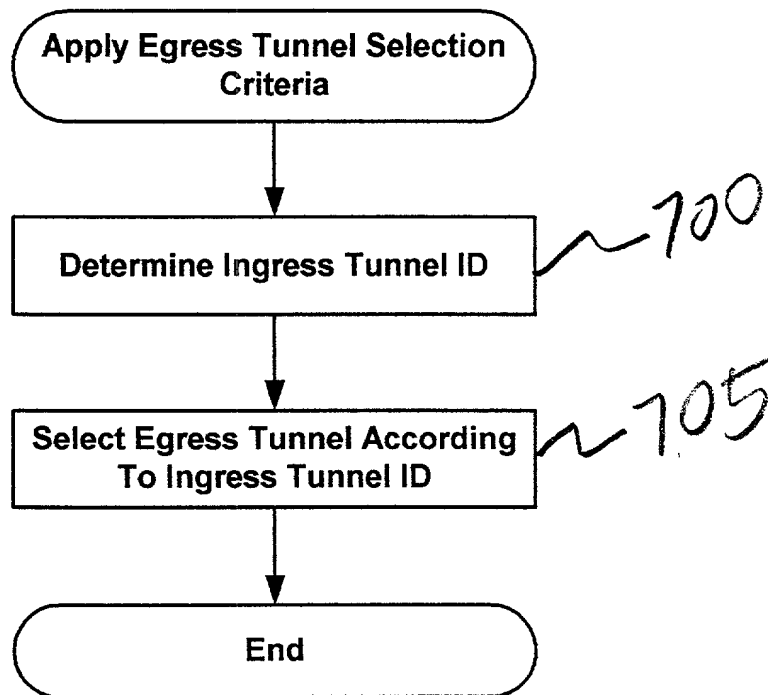 Apply Egress Tunnel Selection
Criteria
Determine Ingress Tunnel ID
700
Select Egress Tunnel According
To Ingress Tunnel ID
705
End